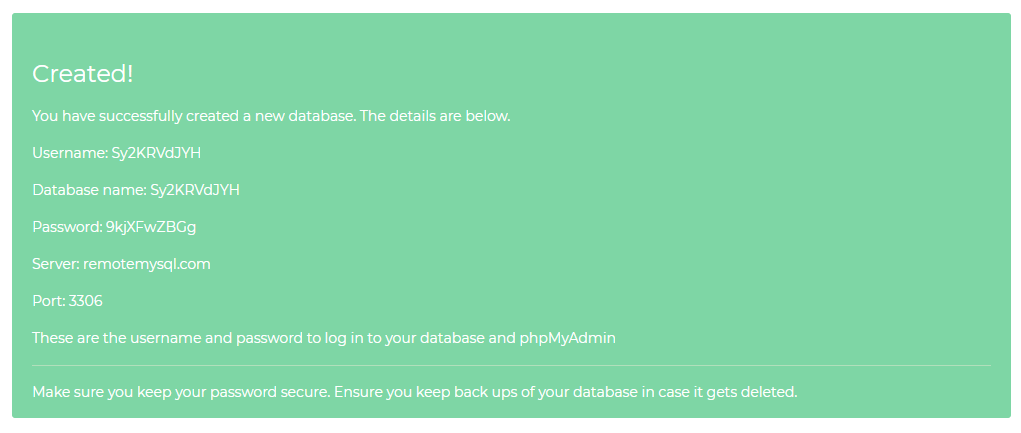 Created!
You have successfully created a new database. The details are below.
Username: Sy2KRVdJYH
Database name: Sy2KRVdJYH
Password: 9kjXFwZBGg
Server: remotemysql.com
Port: 3306
These are the username and password to log in to your database and phpMyAdmin
Make sure you keep your password secure. Ensure you keep back ups of your database in case it gets deleted.